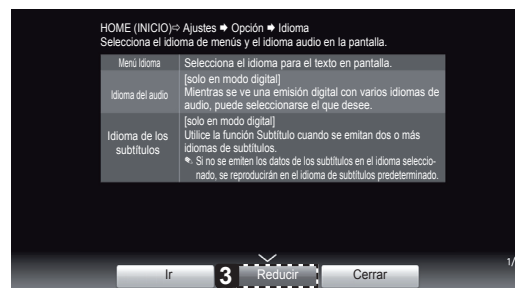 HOME (INICIO)⇨ Ajustes ➡ Opción ➡ Idioma
Selecciona el idioma de menús y el idioma audio en la pantalla.
Menú Idioma Selecciona el idioma para el texto en pantalla.
[solo en modo digital]
Idioma del audio Mientras se ve una emisión digital con varios idiomas de
audio, puede seleccionarse el que desee.
[solo en modo digital]
Idioma de los Utilice la función Subtítulo cuando se emitan dos o más
subtítulos idiomas de subtítulos.
Si no se emiten los datos de los subtítulos en el idioma seleccio-
nado, se reproducirán en el idioma de subtítulos predeterminado.
1/
Ir 3 Reducir Cerrar